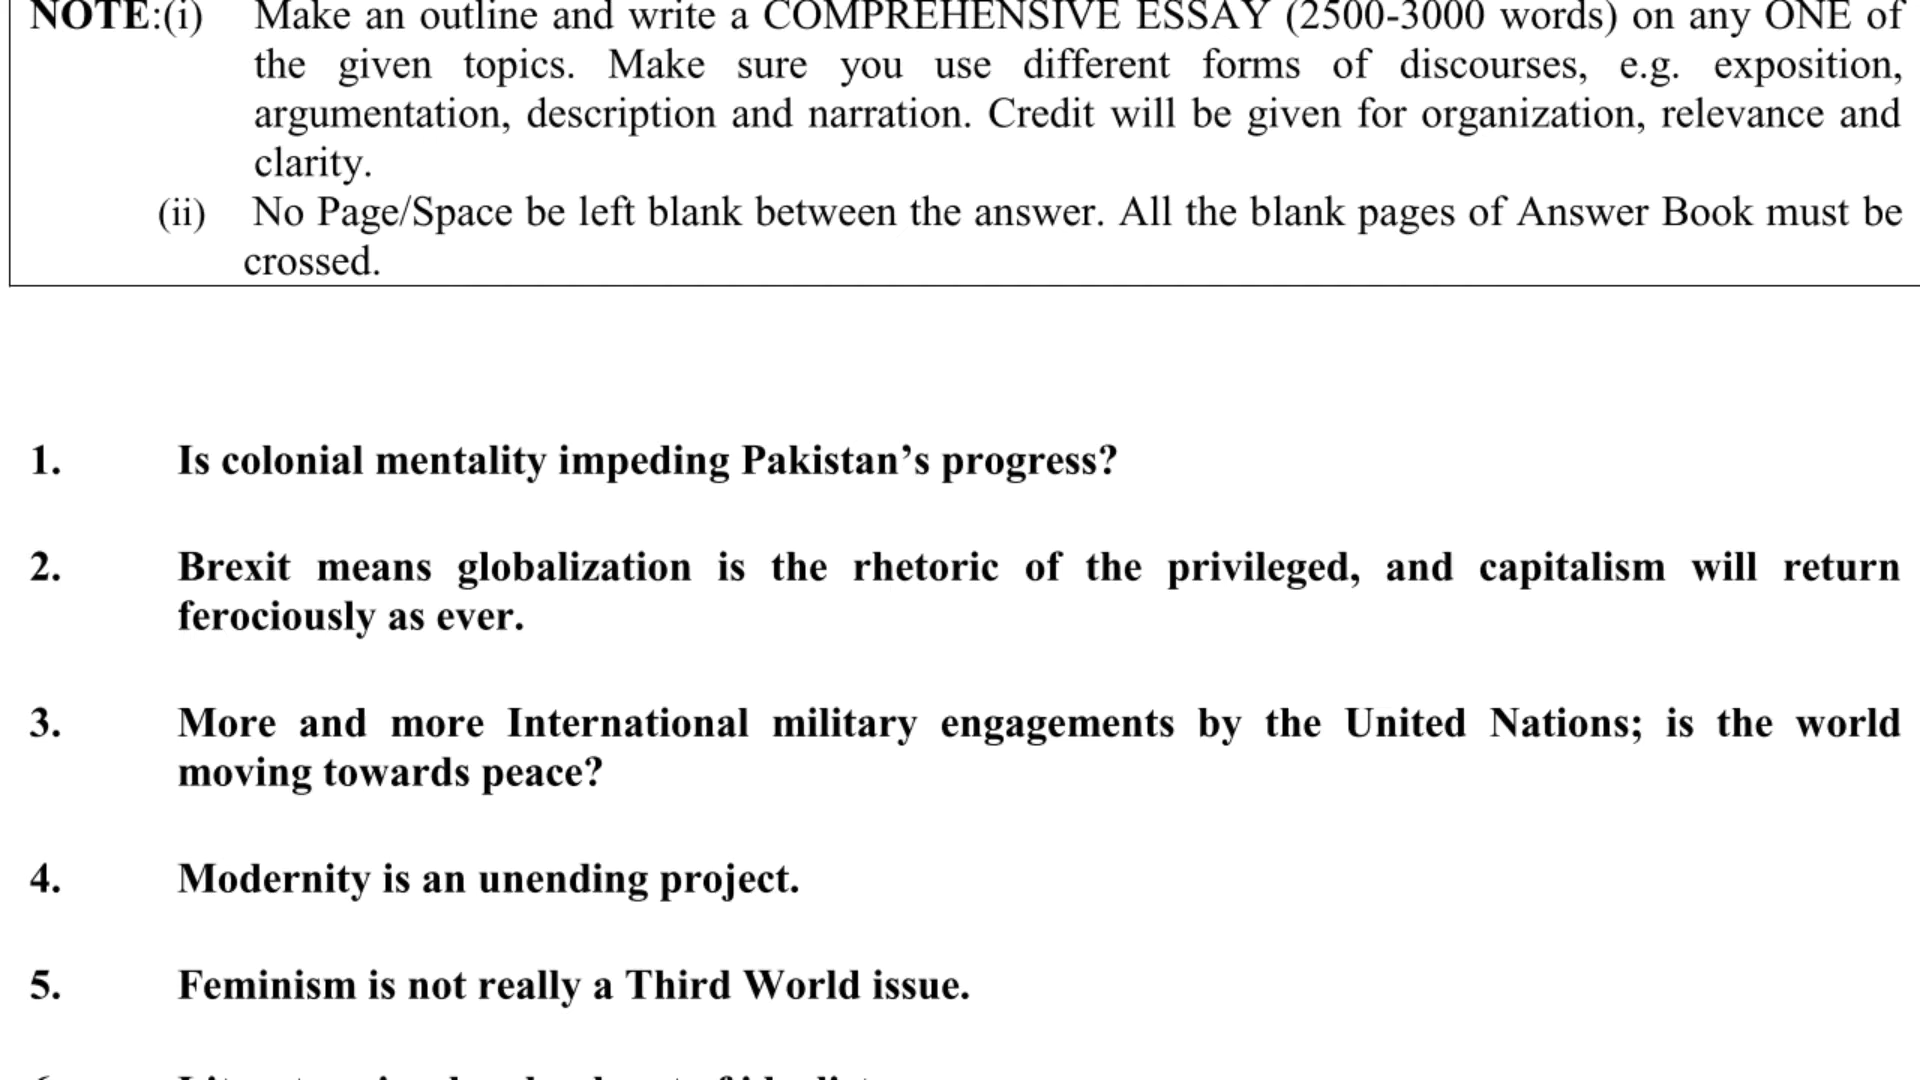 NOTE:(i) Make an outline and write a COMPREHENSIVE ESSAY (2500-3000 words) on any ONE of
the given topics. Make sure you use different forms of discourses, e.g. exposition,
argumentation, description and narration. Credit will be given for organization, relevance and
clarity.
(ii) No Page/Space be left blank between the answer. All the blank pages of Answer Book must be
crossed.
1. Is colonial mentality impeding Pakistan’s progress?
2. Brexit means globalization is the rhetoric of the privileged, and capitalism will return
ferociously as ever.
3. More and more International military engagements by the United Nations; is the world
moving towards peace?
4. Modernity is an unending project.
5. Feminism is not really a Third World issue.